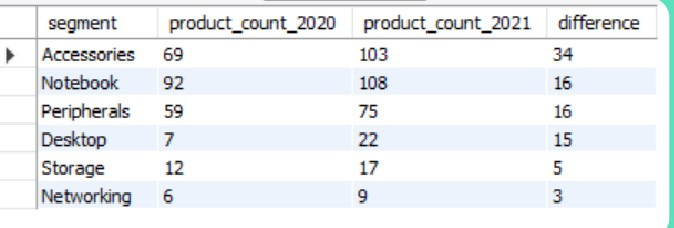 segment product_count_2020 product_count_2021 difference
Accessories 69 103 34
Notebook 92 108 16
Peripherals 59 75 16
Desktop 7 22 15
Storage 12 17 5
Networking 6 9 3